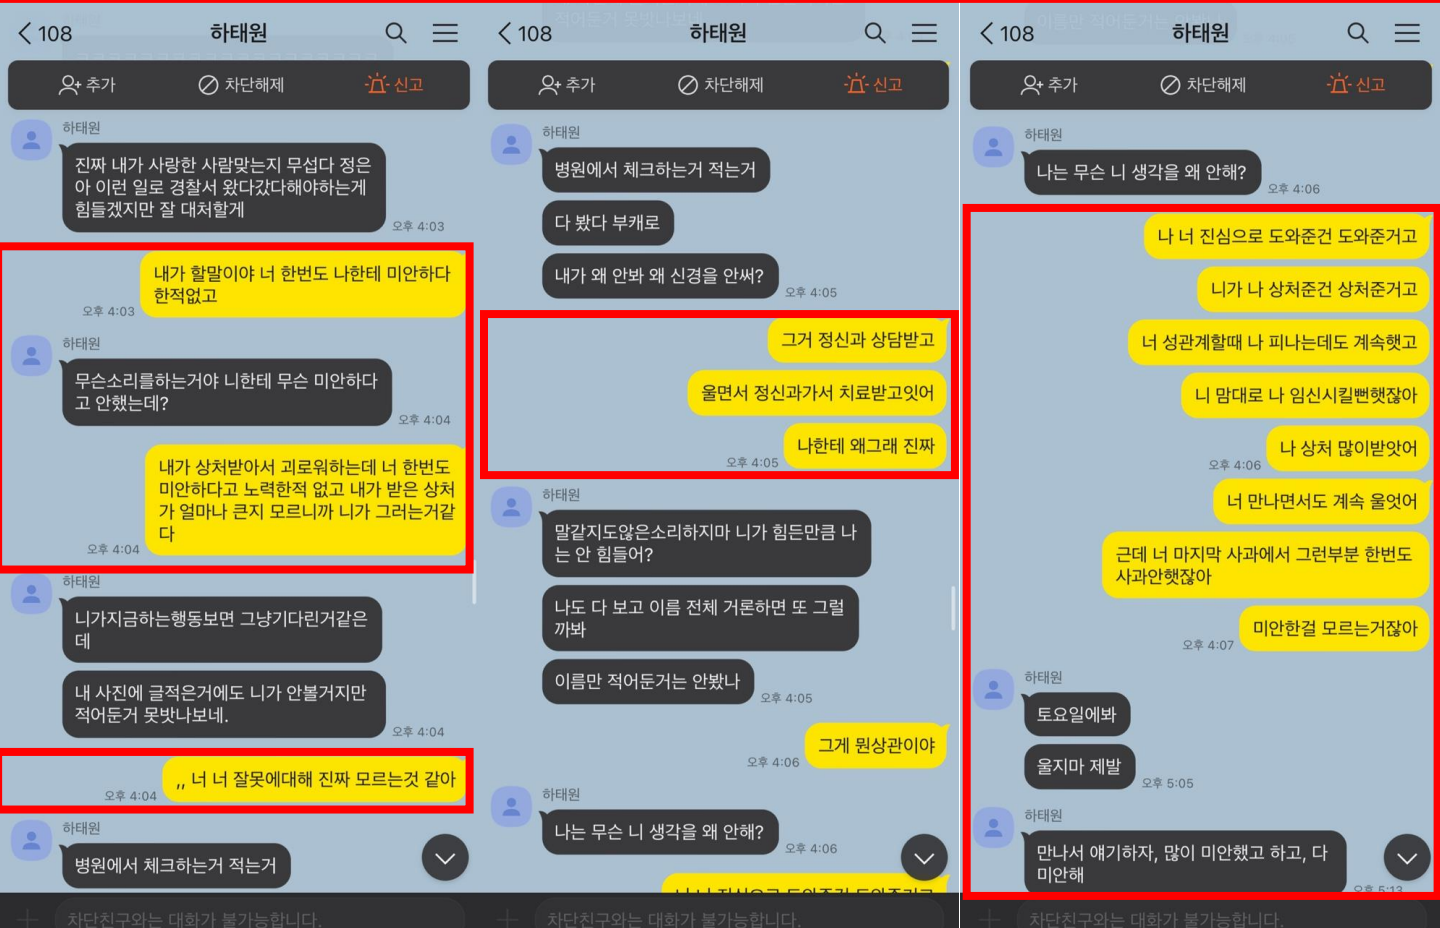 108
하태원
추가
차단해제
신고
하태원
진짜 내가 사랑한 사람맞는지 무섭다 정은
아 이런 일로 경찰서 왔다갔다해야하는게
힘들겠지만 잘 대처할게
오후 4:03
내가 할말이야 너 한번도 나한테 미안하다
한적없고
오후 4:03
하태원
무슨소리를하는거야 니한테 무슨 미안하다
고 안했는데?
오후 4:04
내가 상처받아서 괴로워하는데 너 한번도
미안하다고 노력한적 없고 내가 받은 상처
가 얼마나 큰지 모르니까 니가 그러는거같
다
오후 4:04
하태원
니가지금하는행동보면 그냥기다린거같은
데
내 사진에 글적은거에도 니가 안볼거지만
적어둔거 못밧나보네.
오후 4:04
,, 너 너 잘못에대해 진짜 모르는것 같아
오후 4:04
하태원
병원에서 체크하는거 적는거
차단친구와는 대화가 불가능합니다.
108
하태원
추가
차단해제
신고
하태원
병원에서 체크하는거 적는거
다 봤다 부캐로
내가 왜 안봐 왜 신경을 안써?
오후 4:05
그거 정신과 상담받고
울면서 정신과가서 치료받고잇어
나한테 왜그래 진짜
오후 4:05
하태원
말같지도않은소리하지마 니가 힘든만큼 나
는 안 힘들어?
나도 다 보고 이름 전체 거론하면 또 그럴
까봐
이름만 적어둔거는 안봤나
오후 4:05
그게 뭔상관이야
오후 4:06
하태원
나는 무슨 니 생각을 왜 안해?
오후 4:06
차단친구와는 대화가 불가능합니다.
108
하태원
추가
차단해제
신고
하태원
나는 무슨 니 생각을 왜 안해?
오후 4:06
나 너 진심으로 도와준건 도와준거고
니가 나 상처준건 상처준거고
너 성관계할때 나 피나는데도 계속햇고
니 맘대로 나 임신시킬뻔햇잖아
나 상처 많이받앗어
오후 4:06
너 만나면서도 계속 울엇어
근데 너 마지막 사과에서 그런부분 한번도
사과안햇잖아
미안한걸 모르는거잖아
오후 4:07
하태원
토요일에봐
울지마 제발
오후 5:05
하태원
만나서 얘기하자, 많이 미안했고 하고, 다
미안해
오후 5:13
차단친구와는 대화가 불가능합니다.